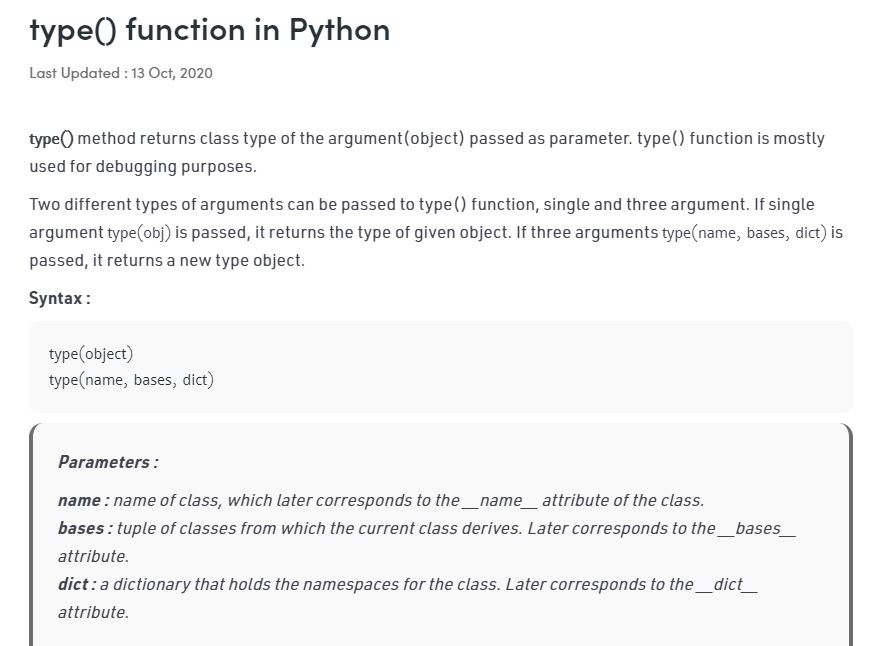 type() function in Python
Last Updated : 13 Oct, 2020
type() method returns class type of the argument(object) passed as parameter. type() function is mostly
used for debugging purposes.
Two different types of arguments can be passed to type() function, single and three argument. If single
argument type(obj) is passed, it returns the type of given object. If three arguments type(name, bases, dict) is
passed, it returns a new type object.
Syntax :
type(object)
type(name, bases, dict)
Parameters :
name : name of class, which later corresponds to the __name__ attribute of the class.
bases : tuple of classes from which the current class derives. Later corresponds to the __bases__
attribute.
dict : a dictionary that holds the namespaces for the class. Later corresponds to the __dict__
attribute.